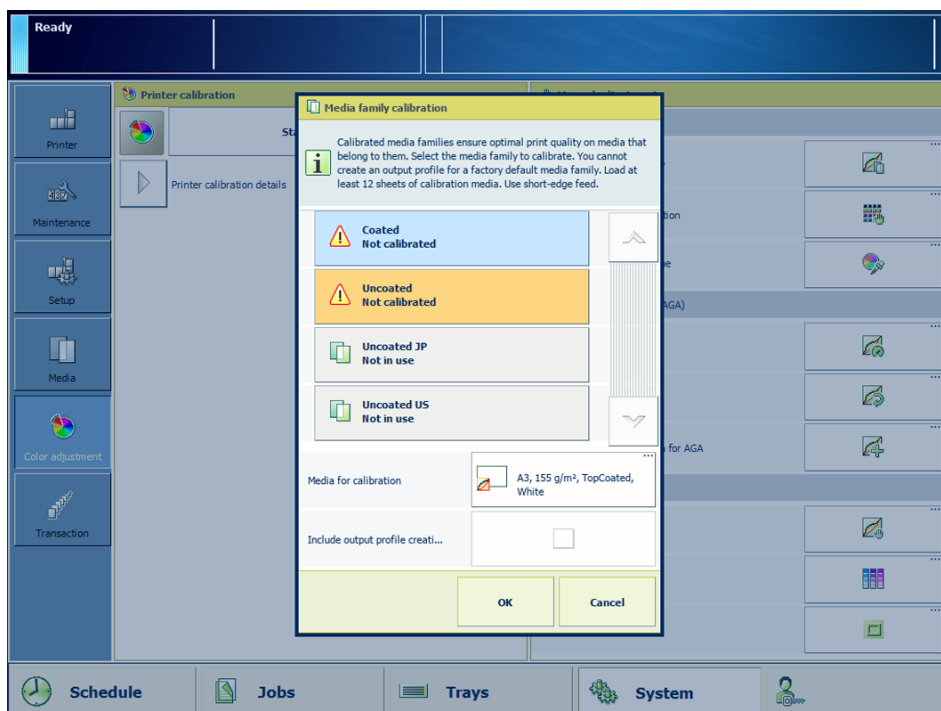 Ready
Printer calibration
Sta
Printer calibration details
Printer
Maintenance
Setup
Media
Color adjustment
Transaction
Media family calibration
Calibrated media families ensure optimal print quality on media that
belong to them. Select the media family to calibrate. You cannot
create an output profile for a factory default media family. Load at
least 12 sheets of calibration media. Use short-edge feed.
Coated
Not calibrated
Uncoated
Not calibrated
Uncoated JP
Not in use
Uncoated US
Not in use
Media for calibration
A3, 155 g/m², TopCoated,
White
Include output profile creati...
OK
Cancel
tion
AGA)
for AGA
Schedule
Jobs
Trays
System